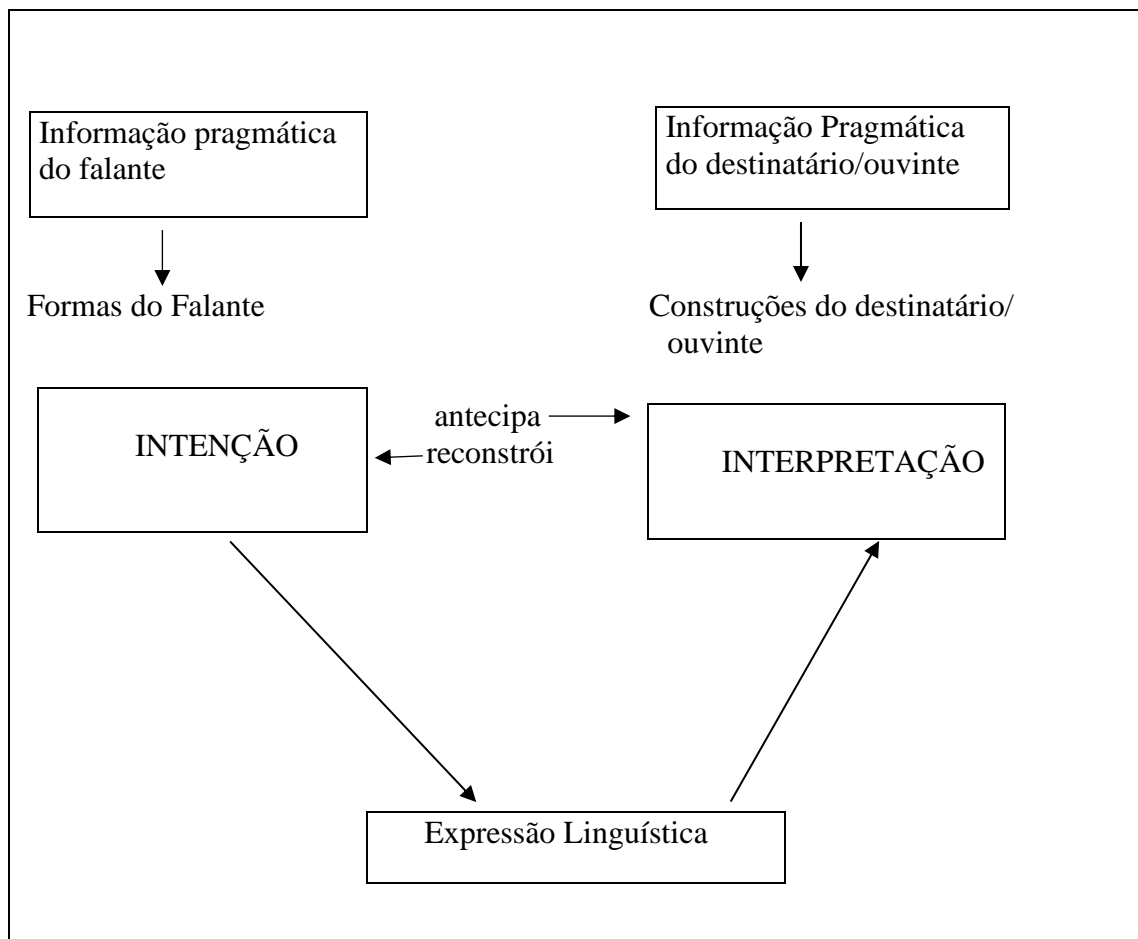 Informação pragmática
do falante
Informação Pragmática
do destinatário/ouvinte
Formas do Falante
Construções do destinatário/
ouvinte
INTENÇÃO
antecipa
reconstrói
INTERPRETAÇÃO
Expressão Linguística